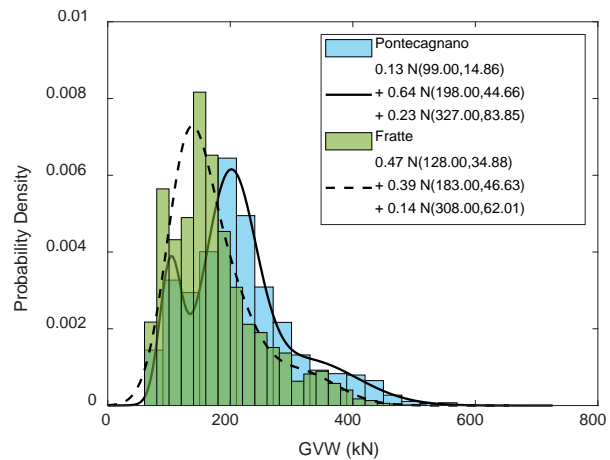 0.01
0.008
0.006
0.004
0.002
0
Probability Density
0
200
400
600
800
GVW (kN)
Pontecagnano
0.13 N(99.00,14.86)
+ 0.64 N(198.00,44.66)
+ 0.23 N(327.00,83.85)
Fratte
0.47 N(128.00,34.88)
+ 0.39 N(183.00,46.63)
+ 0.14 N(308.00,62.01)